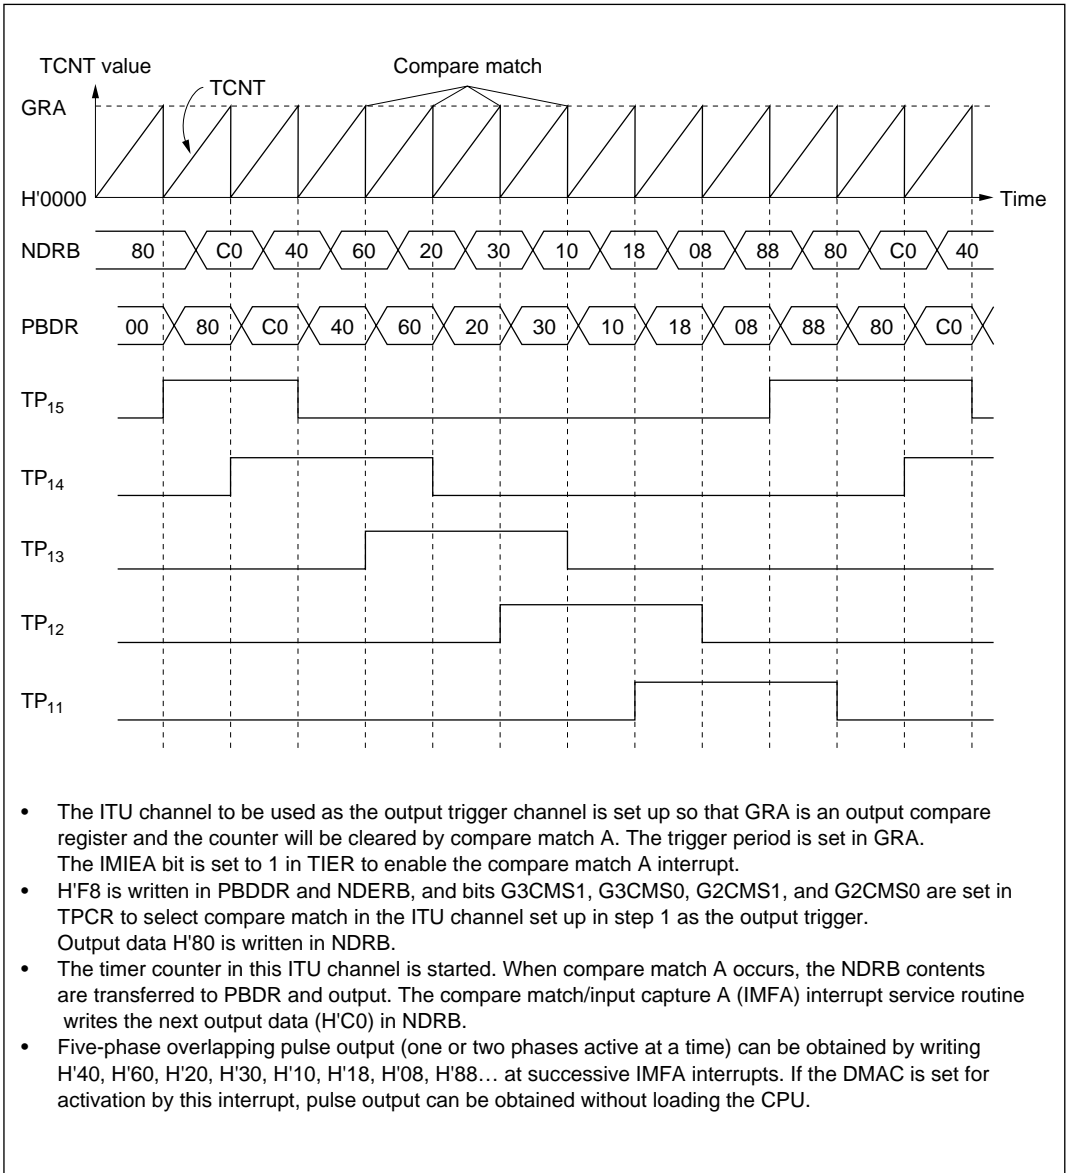 TCNT value
Compare match
TCNT
GRA
H'0000
Time
NDRB 80 C0 40 60 20 30 10 18 08 88 80 C0 40
PBDR 00 80 C0 40 60 20 30 10 18 08 88 80 C0
TP15
TP14
TP13
TP12
TP11
• The ITU channel to be used as the output trigger channel is set up so that GRA is an output compare
register and the counter will be cleared by compare match A. The trigger period is set in GRA.
The IMIEA bit is set to 1 in TIER to enable the compare match A interrupt.
• H'F8 is written in PBDDR and NDERB, and bits G3CMS1, G3CMS0, G2CMS1, and G2CMS0 are set in
TPCR to select compare match in the ITU channel set up in step 1 as the output trigger.
Output data H'80 is written in NDRB.
• The timer counter in this ITU channel is started. When compare match A occurs, the NDRB contents
are transferred to PBDR and output. The compare match/input capture A (IMFA) interrupt service routine
writes the next output data (H'C0) in NDRB.
• Five-phase overlapping pulse output (one or two phases active at a time) can be obtained by writing
H'40, H'60, H'20, H'30, H'10, H'18, H'08, H'88… at successive IMFA interrupts. If the DMAC is set for
activation by this interrupt, pulse output can be obtained without loading the CPU.